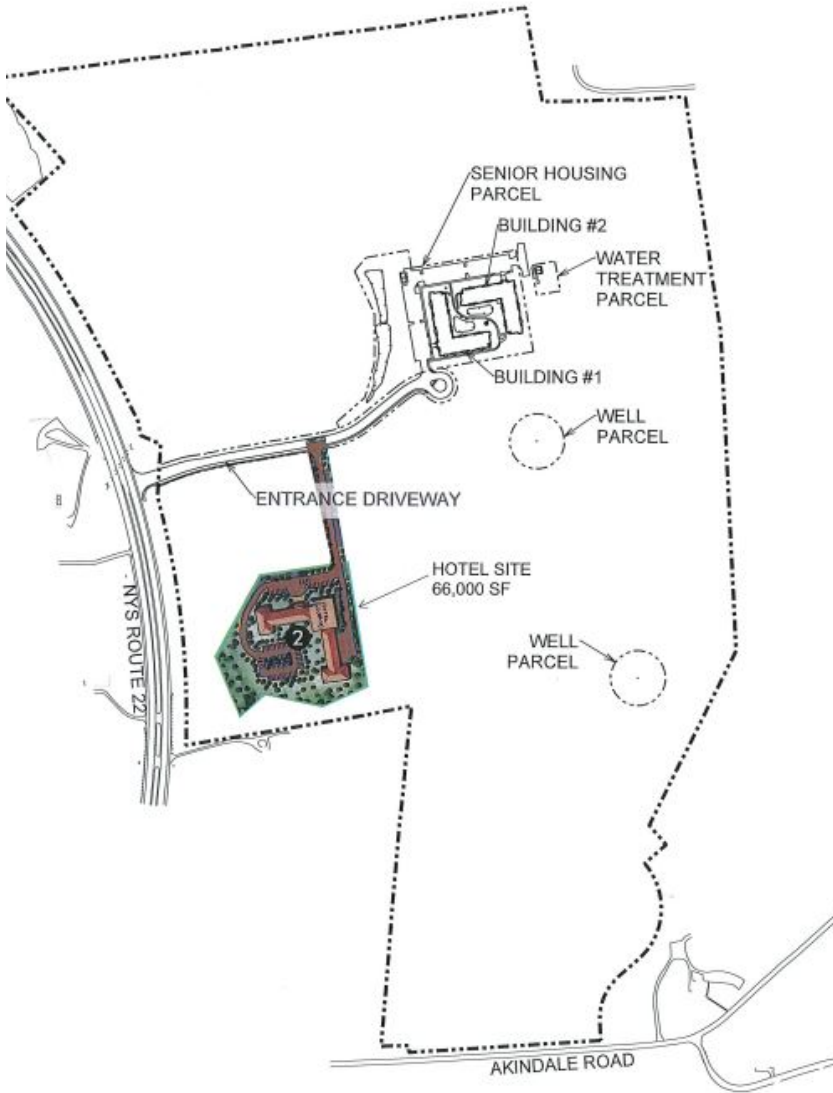 SENIOR HOUSING
PARCEL
BUILDING #2
WATER
TREATMENT
PARCEL
BUILDING #1
WELL
PARCEL
ENTRANCE DRIVEWAY
HOTEL SITE
66,000 SF
2
NYS ROUTE 22
WELL
PARCEL
AKINDALE ROAD